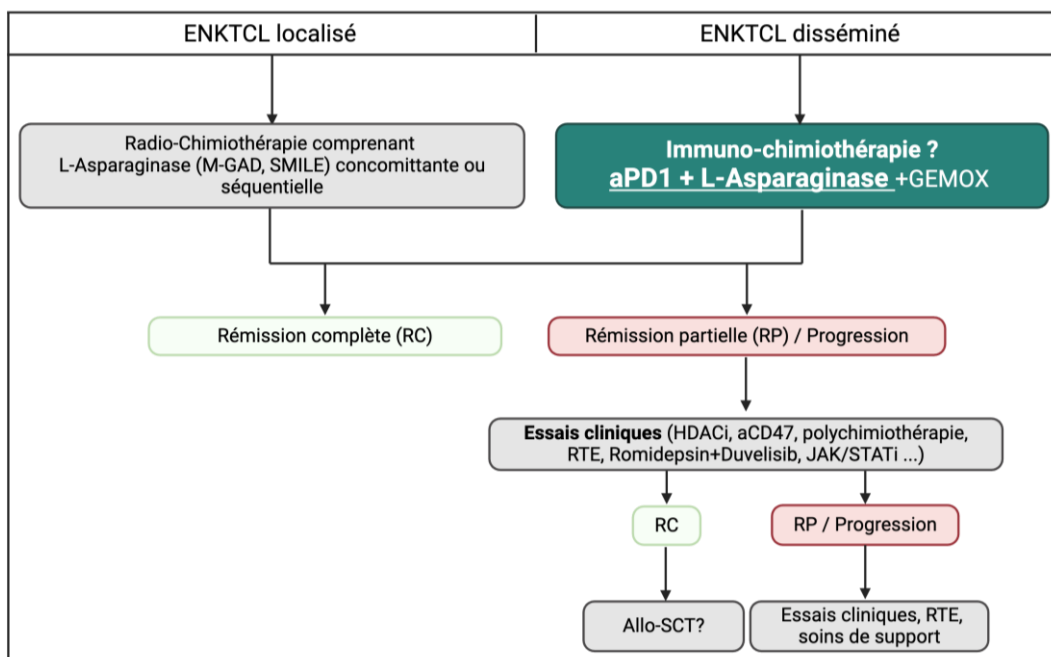 ENKTCL localisé
ENKTCL disséminé
Radio-Chimiothérapie comprenant
L-Asparaginase (M-GAD, SMILE) concomittante ou
séquentielle
Immuno-chimiothérapie ?
aPD1 + L-Asparaginase +GEMOX
Rémission complète (RC)
Rémission partielle (RP) / Progression
Essais cliniques (HDACi, aCD47, polychimiothérapie,
RTE, Romidepsin+Duvelisib, JAK/STATi ...)
RC
RP / Progression
Allo-SCT?
Essais cliniques, RTE,
soins de support